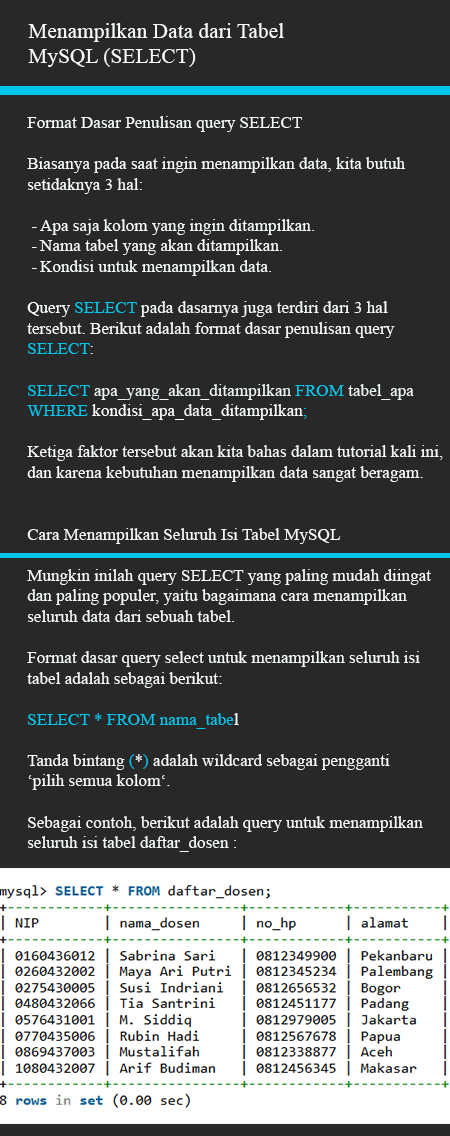 Menampilkan Data dari Tabel
MySQL (SELECT)
Format Dasar Penulisan query SELECT
Biasanya pada saat ingin menampilkan data, kita butuh
setidaknya 3 hal:
- Apa saja kolom yang ingin ditampilkan.
- Nama tabel yang akan ditampilkan.
- Kondisi untuk menampilkan data.
Query SELECT pada dasarnya juga terdiri dari 3 hal
tersebut. Berikut adalah format dasar penulisan query
SELECT:
SELECT apa_yang_akan_ditampilkan FROM tabel_apa
WHERE kondisi_apa_data_ditampilkan;
Ketiga faktor tersebut akan kita bahas dalam tutorial kali ini,
dan karena kebutuhan menampilkan data sangat beragam.
Cara Menampilkan Seluruh Isi Tabel MySQL
Mungkin inilah query SELECT yang paling mudah diingat
dan paling populer, yaitu bagaimana cara menampilkan
seluruh data dari sebuah tabel.
Format dasar query select untuk menampilkan seluruh isi
tabel adalah sebagai berikut:
SELECT * FROM nama_tabel
Tanda bintang (*) adalah wildcard sebagai pengganti
‘pilih semua kolom‘.
Sebagai contoh, berikut adalah query untuk menampilkan
seluruh isi tabel daftar_dosen :
mysql> SELECT * FROM daftar_dosen;
+------------+----------------+------------+-----------+
| NIP | nama_dosen | no_hp | alamat |
+------------+----------------+------------+-----------+
| 0160436012 | Sabrina Sari | 0812349900 | Pekanbaru |
| 0260432002 | Maya Ari Putri | 0812345234 | Palembang |
| 0275430005 | Susi Indriani | 0812656532 | Bogor |
| 0480432066 | Tia Santrini | 0812451177 | Padang |
| 0576431001 | M. Siddiq | 0812979005 | Jakarta |
| 0770435006 | Rubin Hadi | 0812567678 | Papua |
| 0869437003 | Mustalifah | 0812338877 | Aceh |
| 1080432007 | Arif Budiman | 0812456345 | Makasar |
+------------+----------------+------------+-----------+
8 rows in set (0.00 sec)